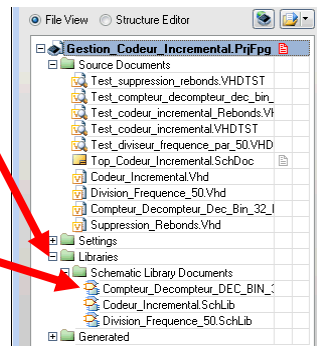 File View Structure Editor
Gestion_Codeur_Incremental.PrjFpg
Source Documents
Test_suppression_rebonds.VHDTST
Test_compteur_decompteur_dec_bin_
Test_codeur_incremental_Rebonds.VH
Test_codeur_incremental.VHDTST
Test_diviseur_frequence_par_50.VHD
Top_Codeur_Incremental.SchDoc
Codeur_Incremental.Vhd
Division_Frequence_50.Vhd
Compteur_Decompteur_Dec_Bin_32_
Suppression_Rebonds.Vhd
Settings
Libraries
Schematic Library Documents
Compteur_Decompteur_DEC_BIN_3
Codeur_Incremental.SchLib
Division_Frequence_50.SchLib
Generated